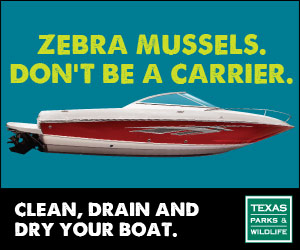 ZEBRA MUSSELS.
DON'T BE A CARRIER.
CLEAN, DRAIN AND
DRY YOUR BOAT.
TEXAS
PARKS &
WILDLIFE